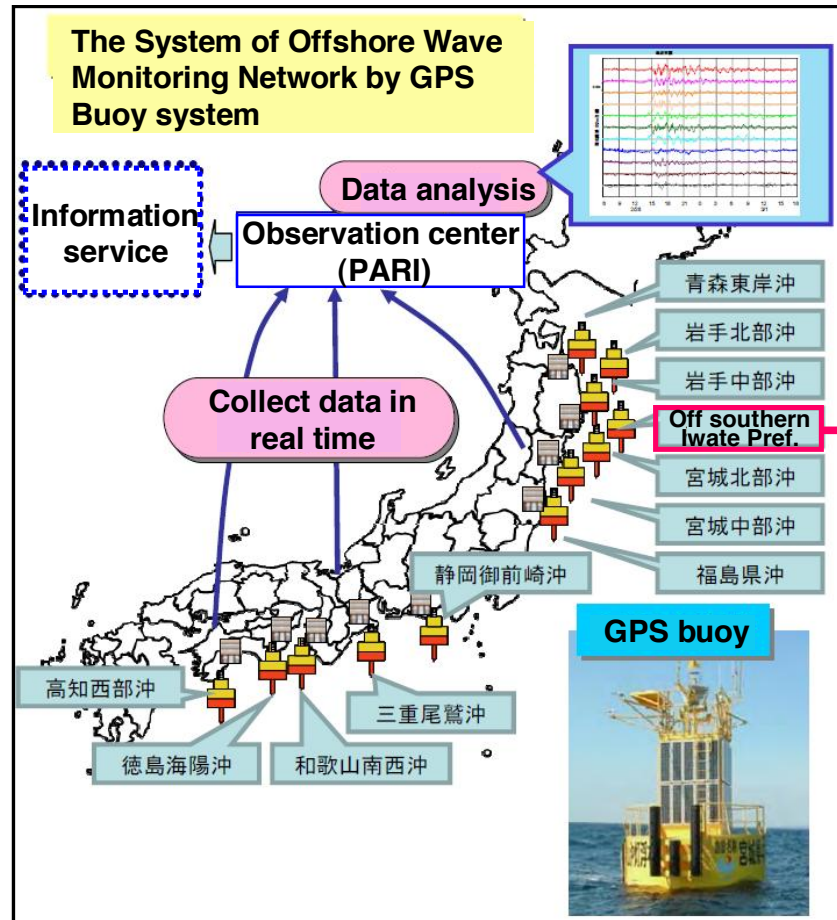 The System of Offshore Wave
Monitoring Network by GPS
Buoy system
Data analysis
Information
service
Observation center
(PARI)
青森東岸沖
岩手北部沖
岩手中部沖
Collect data in
real time
Off southern
Iwate Pref.
宮城北部沖
宮城中部沖
静岡御前崎沖
福島県沖
GPS buoy
高知西部沖
三重尾鷲沖
徳島海陽沖
和歌山南西沖